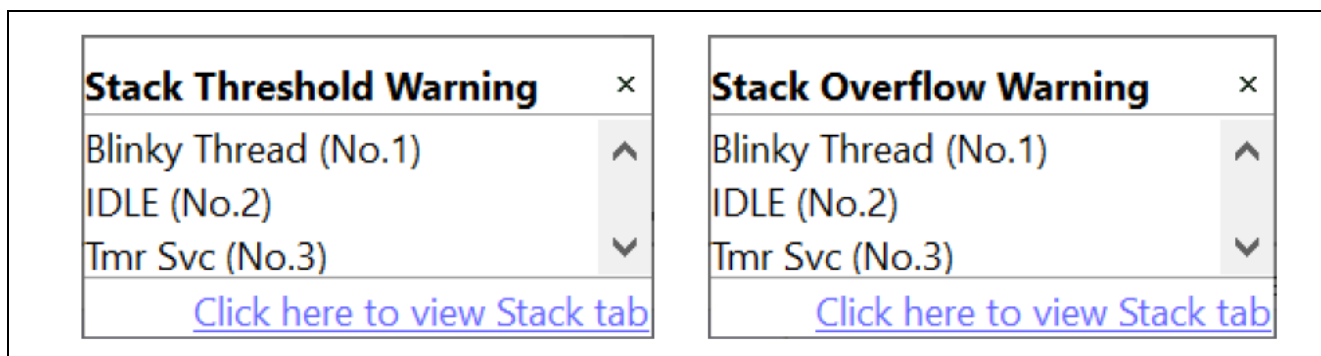 Stack Threshold Warning ×
Blinky Thread (No.1)
IDLE (No.2)
Tmr Svc (No.3)
Click here to view Stack tab
Stack Overflow Warning ×
Blinky Thread (No.1)
IDLE (No.2)
Tmr Svc (No.3)
Click here to view Stack tab